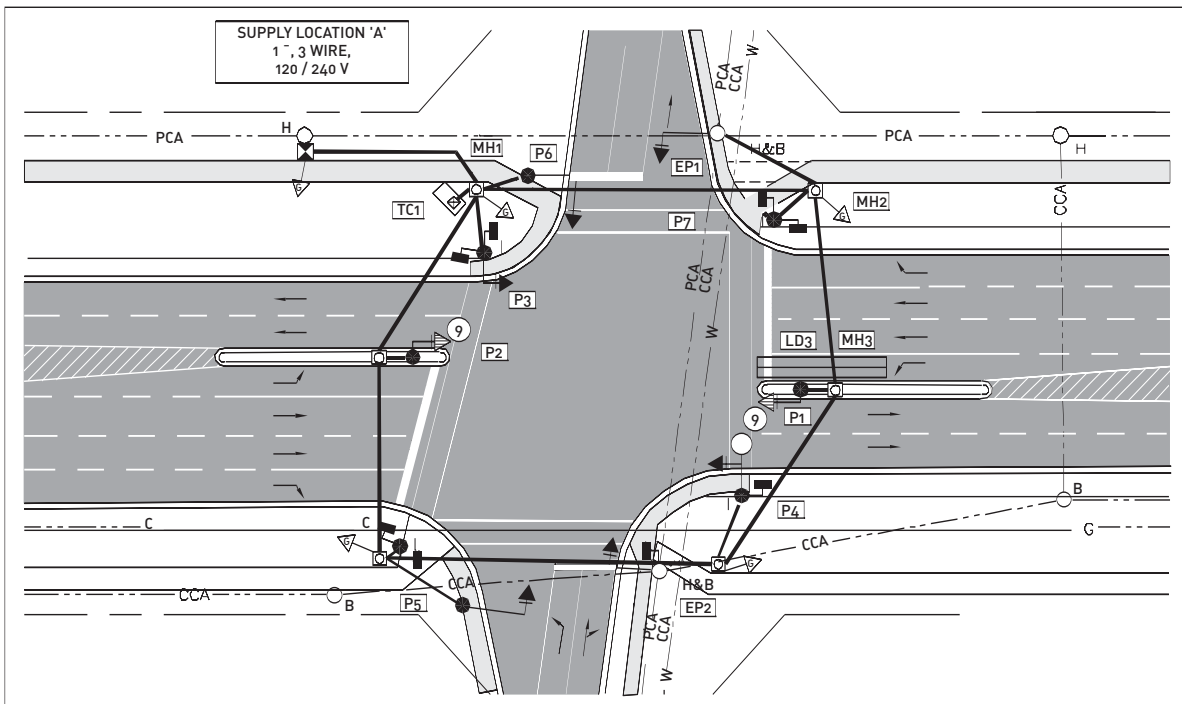 SUPPLY LOCATION 'A'
1 ~, 3 WIRE,
120 / 240 V
PCA
CCA
W
H
PCA
MH1
P6
EP1
H&B
PCA
H
G
TC1
G
P7
MH2
G
CCA
P3
PCA
CCA
W
9
P2
LD3
MH3
9
P1
P4
B
C
C
G
G
CCA
G
CCA
B
P5
CCA
H&B
EP2
PCA
CCA
W